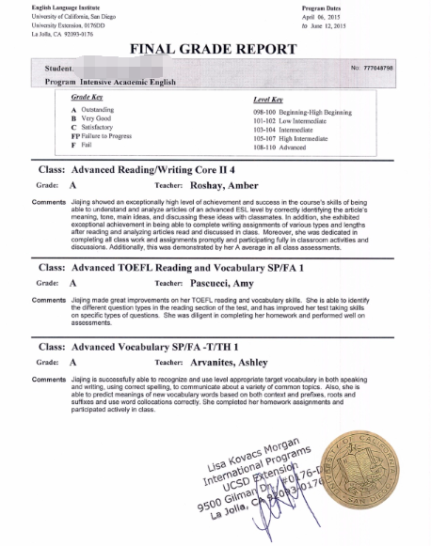 English Language Institute
University of California, San Diego
University Extension, 0176DD
La Jolla, CA 92093-0176
Program Dates
April 06, 2015
to June 12, 2015
FINAL GRADE REPORT
Student
No: 777048796
Program Intensive Academic English
Grade Key
A Outstanding
B Very Good
C Satisfactory
FP Failure to Progress
F Fail
Level Key
098-100 Beginning-High Beginning
101-102 Low Intermediate
103-104 Intermediate
105-107 High Intermediate
108-110 Advanced
Class: Advanced Reading/Writing Core II 4
Grade: A Teacher: Roshay, Amber
Comments Jiajing showed an exceptionally high level of achievement and success in the course's skills of being
able to understand and analyze articles of an advanced ESL level by correctly identifying the article's
meaning, tone, main ideas, and discussing these ideas with classmates. In addition, she exhibited
exceptional achievement in being able to complete writing assignments of various types and lengths
after reading and analyzing articles read and discussed in class. Moreover, she was dedicated in
completing all class work and assignments promptly and participating fully in classroom activities and
discussions. Additionally, this was demonstrated by her A average in all class assessments.
Class: Advanced TOEFL Reading and Vocabulary SP/FA 1
Grade: A Teacher: Pascucci, Amy
Comments Jiajing made great improvements on her TOEFL reading and vocabulary skills. She is able to identify
the different question types in the reading section of the test, and has improved her test taking skills
on specific types of questions. She was diligent in completing her homework and performed well on
assessments.
Class: Advanced Vocabulary SP/FA -T/TH 1
Grade: A Teacher: Arvanites, Ashley
Comments Jiajing is successfully able to recognize and use level appropriate target vocabulary in both speaking
and writing, using correct spelling, to communicate about a variety of common topics. Also, she is
able to predict meanings of new vocabulary words based on both context and prefixes, roots and
suffixes and use word collocations correctly. She completed her homework assignments and
participated actively in class.
Lisa Kovacs Morgan
International Programs
UCSD Extension
9500 Gilman Dr. #0176-D
La Jolla, CA 92093-0176